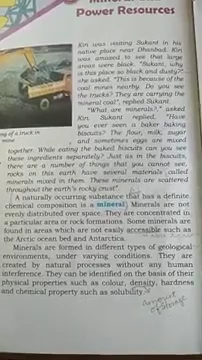 Mineral
Power Resources
Kin was visiting Sukant in his
native place near Dhanbad. Kin
was amazed to see that large
areas were black. "Sukant, why
is this place so black and dusty?"
she asked. "This is because of the
coal mines nearby. Do you see
the trucks? They are carrying the
mineral coal", replied Sukant.
"What are minerals?," asked
Kin. Sukant replied, "Have
you ever seen a baker baking
biscuits? The flour, milk, sugar
and sometimes eggs are mixed
ng of a truck in
mine
together. While eating the baked biscuits can you see
these ingredients separately? Just as in the biscuits,
there are a number of things that you cannot see,
rocks on this earth have several materials called
minerals mixed in them. These minerals are scattered
throughout the earth's rocky crust".
A naturally occurring substance that has a definite
chemical composition is a mineral. Minerals are not
evenly distributed over space. They are concentrated in
a particular area or rock formations. Some minerals are
found in areas which are not easily accessible such as
the Arctic ocean bed and Antarctica.
Minerals are formed in different types of geological
environments, under varying conditions. They are
created by natural processes without any human
interference. They can be identified on the basis of their
physical properties such as colour, density, hardness
and chemical property such as solubility.
Amount
of